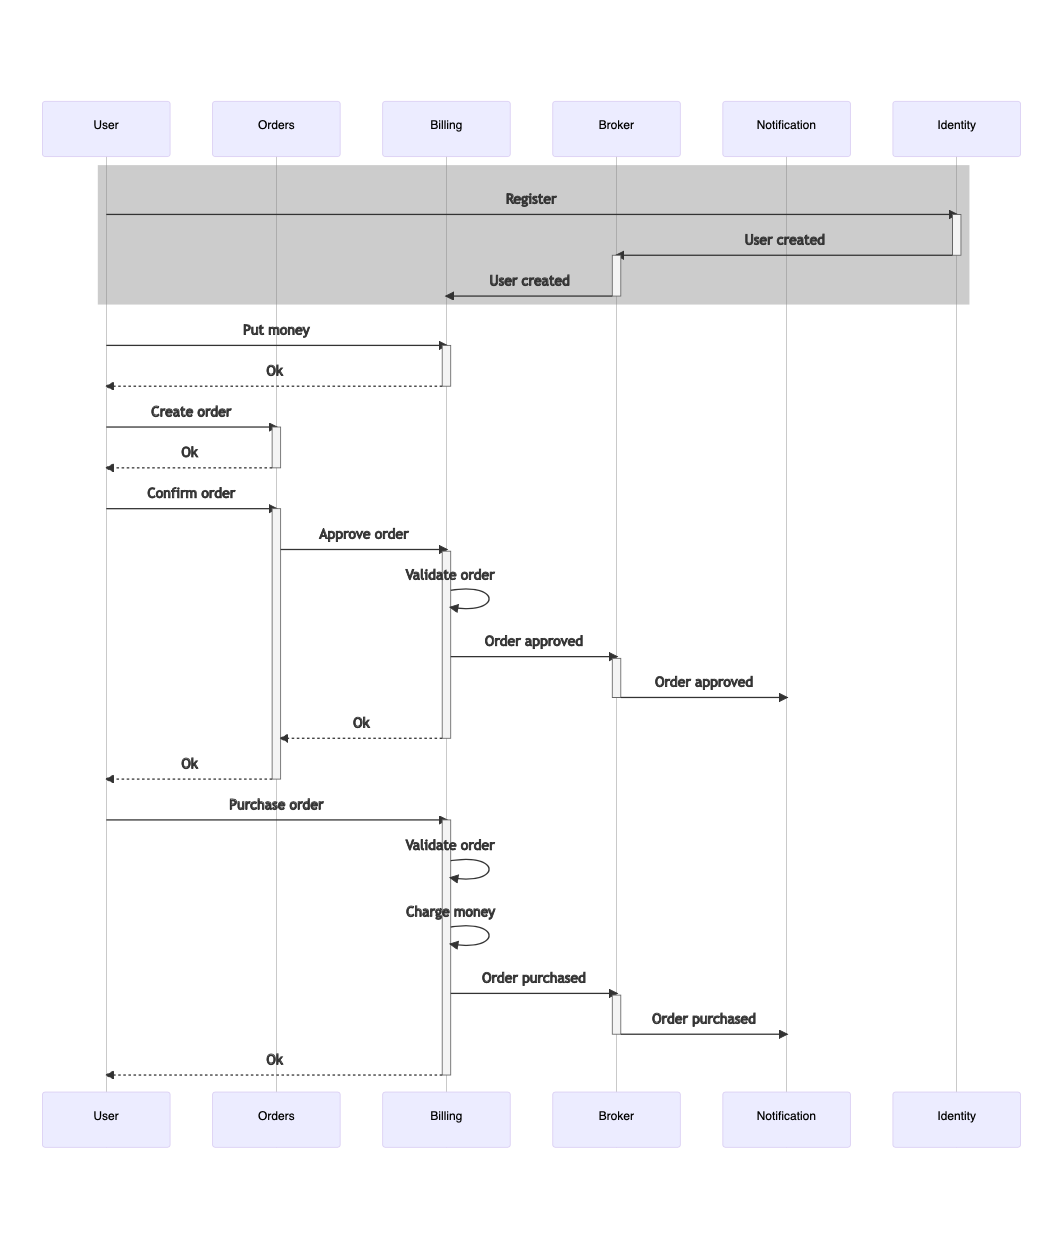 User
Orders
Billing
Broker
Notification
Identity
Register
User created
User created
Put money
Ok
Create order
Ok
Confirm order
Approve order
Validate order
Order approved
Order approved
Ok
Ok
Purchase order
Validate order
Charge money
Order purchased
Order purchased
Ok
User
Orders
Billing
Broker
Notification
Identity